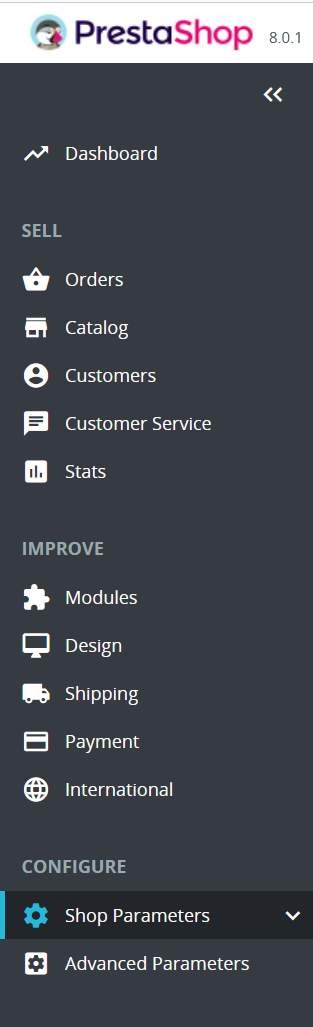 PrestaShop 8.0.1
Dashboard
SELL
Orders
Catalog
Customers
Customer Service
Stats
IMPROVE
Modules
Design
Shipping
Payment
International
CONFIGURE
Shop Parameters
Advanced Parameters